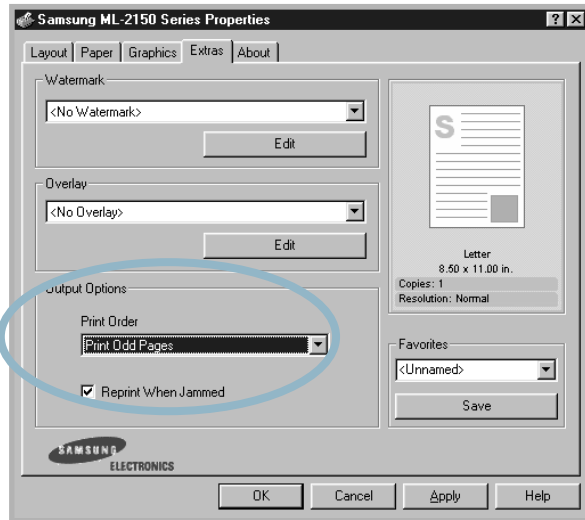 Samsung ML-2150 Series Properties
Layout Paper Graphics Extras About
Watermark
<No Watermark>
Edit
Overlay
<No Overlay>
Edit
Output Options
Print Order
Print Odd Pages
Reprint When Jammed
S
Letter
8.50 x 11.00 in.
Copies: 1
Resolution: Normal
Favorites
<Unnamed>
Save
SAMSUNG
ELECTRONICS
OK Cancel Apply Help